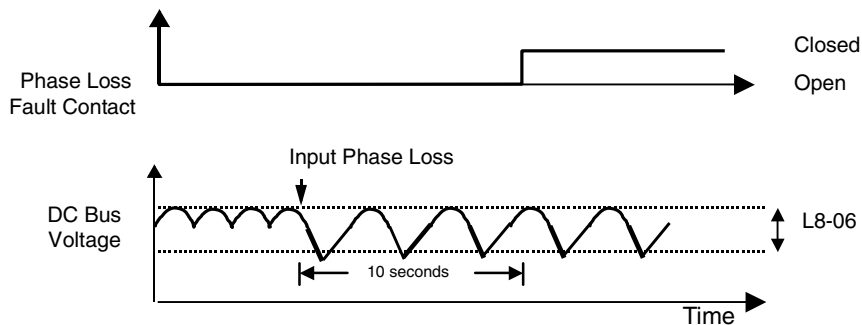 Closed
Phase Loss
Fault Contact
Open
Input Phase Loss
DC Bus
Voltage
L8-06
10 seconds
Time